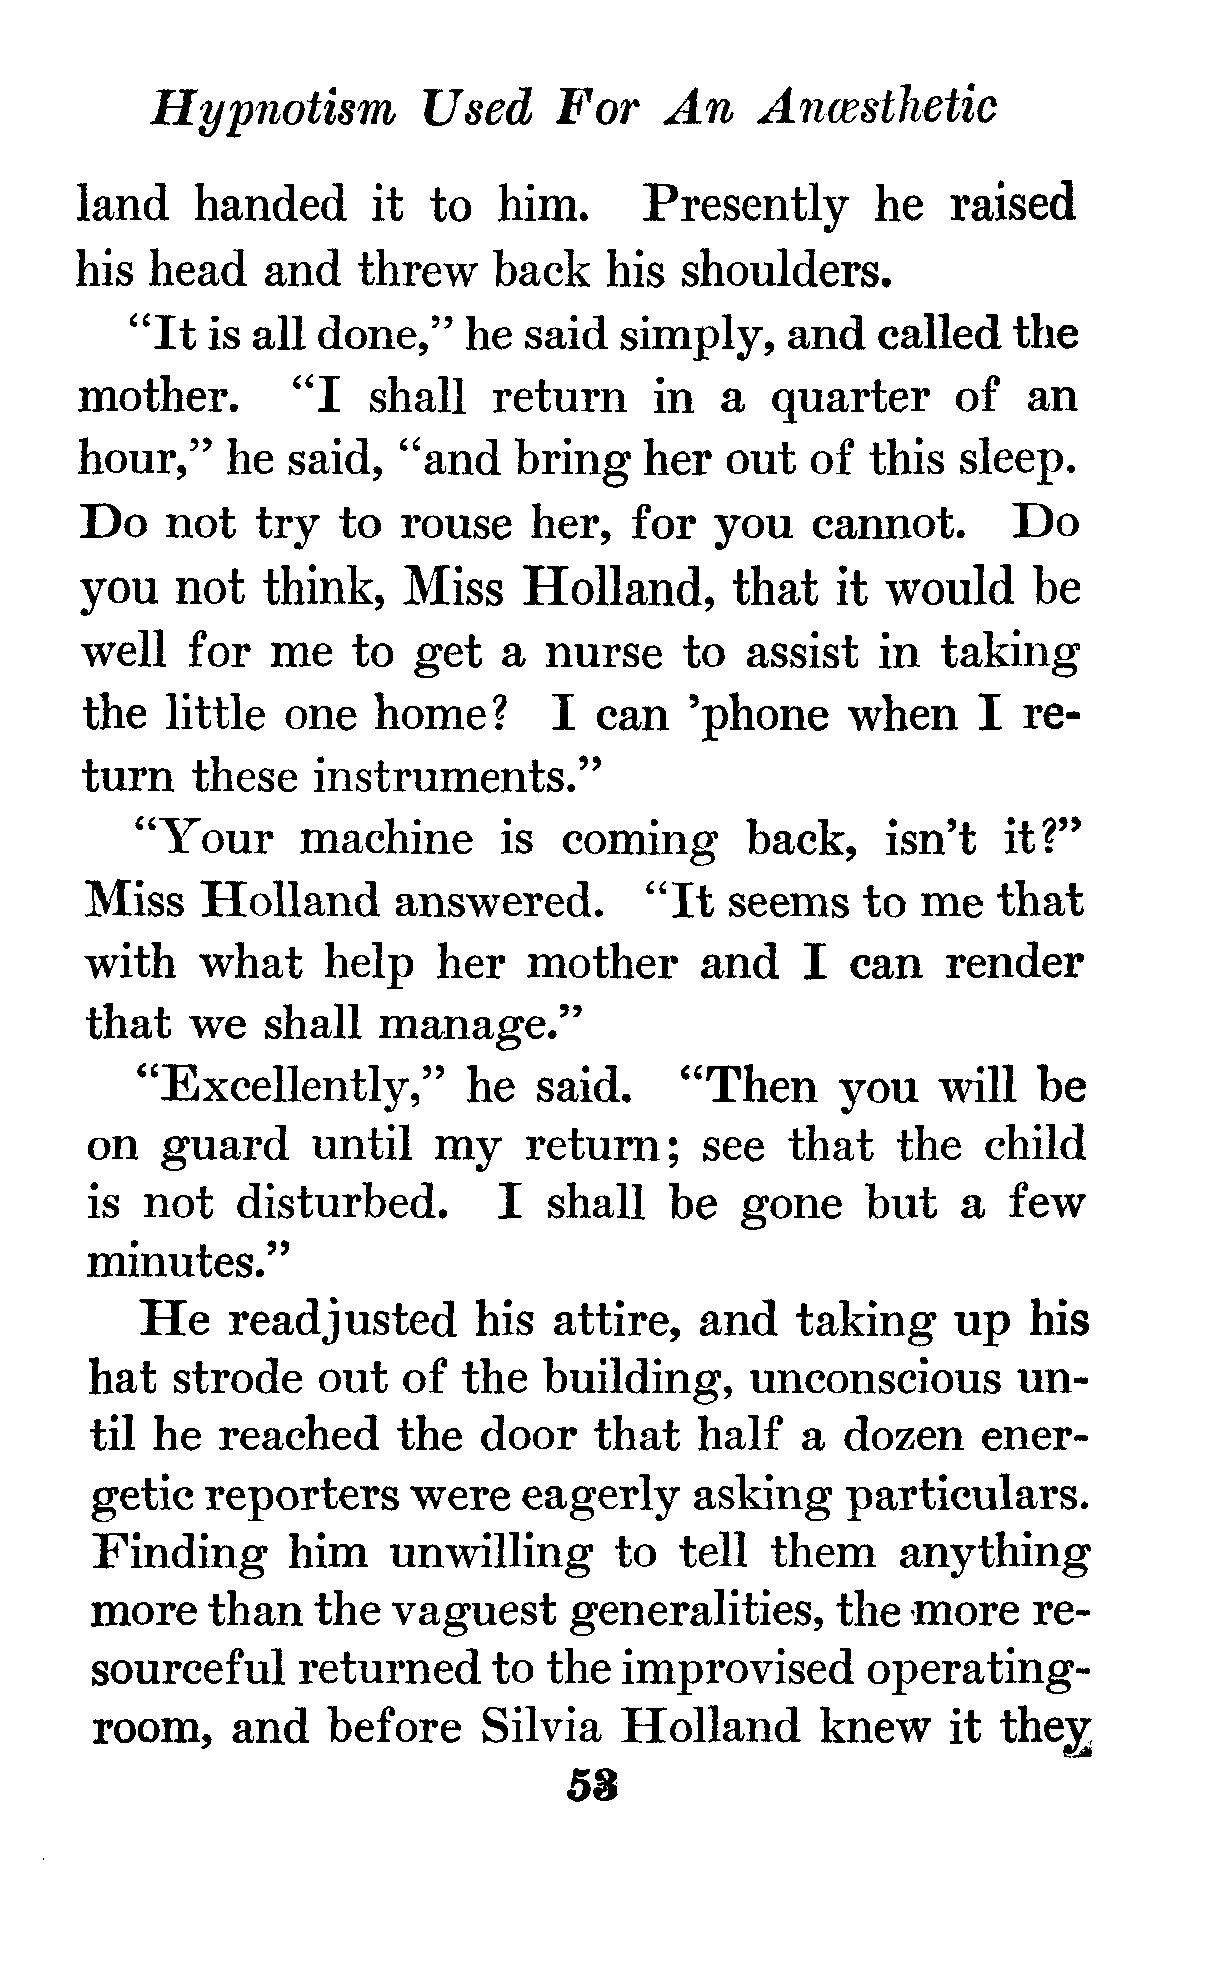 Hypnotism Used For An Anæsthetic
land handed it to him. Presently he raised
his head and threw back his shoulders.
“It is all done,” he said simply, and called the
mother. “I shall return in a quarter of an
hour,” he said, “and bring her out of this sleep.
Do not try to rouse her, for you cannot. Do
you not think, Miss Holland, that it would be
well for me to get a nurse to assist in taking
the little one home? I can ’phone when I re-
turn these instruments.”
“Your machine is coming back, isn’t it?”
Miss Holland answered. “It seems to me that
with what help her mother and I can render
that we shall manage.”
“Excellently,” he said. “Then you will be
on guard until my return; see that the child
is not disturbed. I shall be gone but a few
minutes.”
He readjusted his attire, and taking up his
hat strode out of the building, unconscious un-
til he reached the door that half a dozen ener-
getic reporters were eagerly asking particulars.
Finding him unwilling to tell them anything
more than the vaguest generalities, the more re-
sourceful returned to the improvised operating-
room, and before Silvia Holland knew it they
53